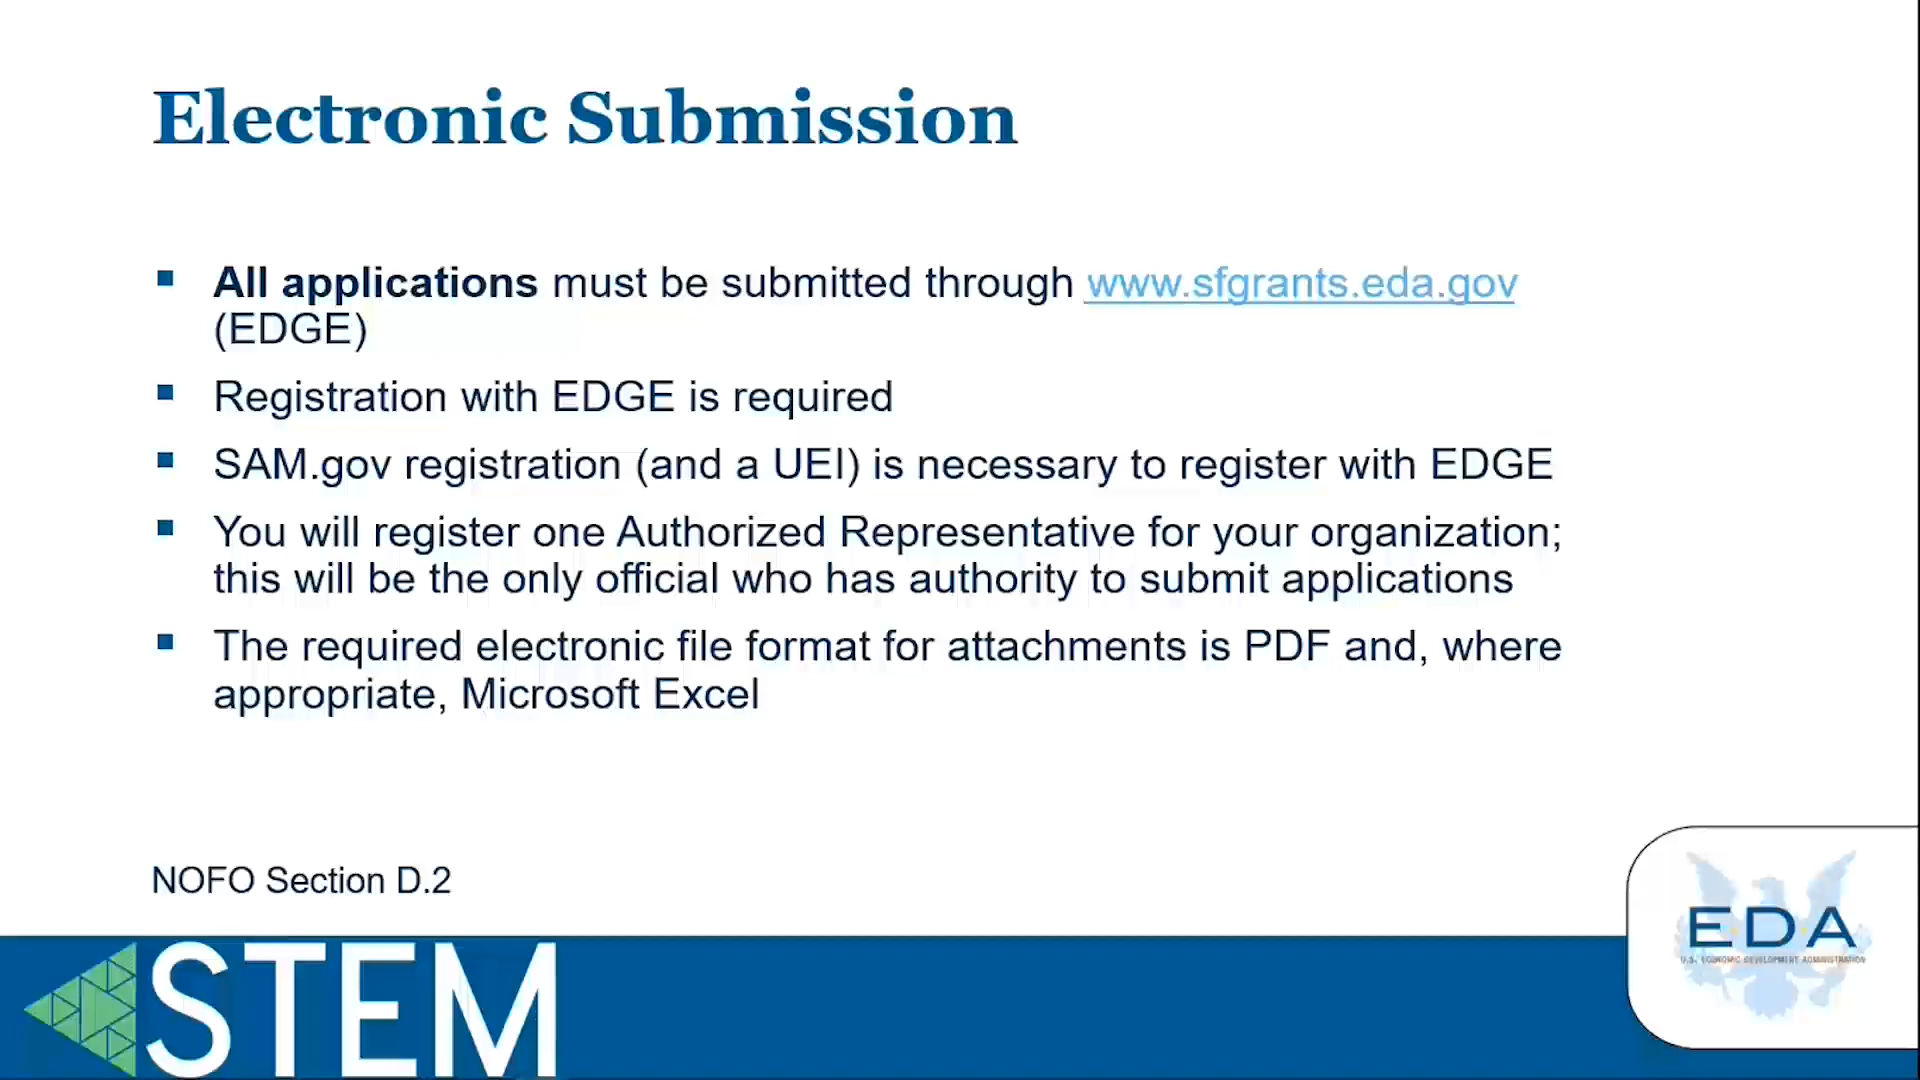 Electronic Submission
All applications must be submitted through www.sfgrants.eda.gov
(EDGE)
Registration with EDGE is required
SAM.gov registration (and a UEI) is necessary to register with EDGE
You will register one Authorized Representative for your organization;
this will be the only official who has authority to submit applications
The required electronic file format for attachments is PDF and, where
appropriate, Microsoft Excel
NOFO Section D.2
STEM
EDA
U.S. ECONOMIC DEVELOPMENT ADMINISTRATION